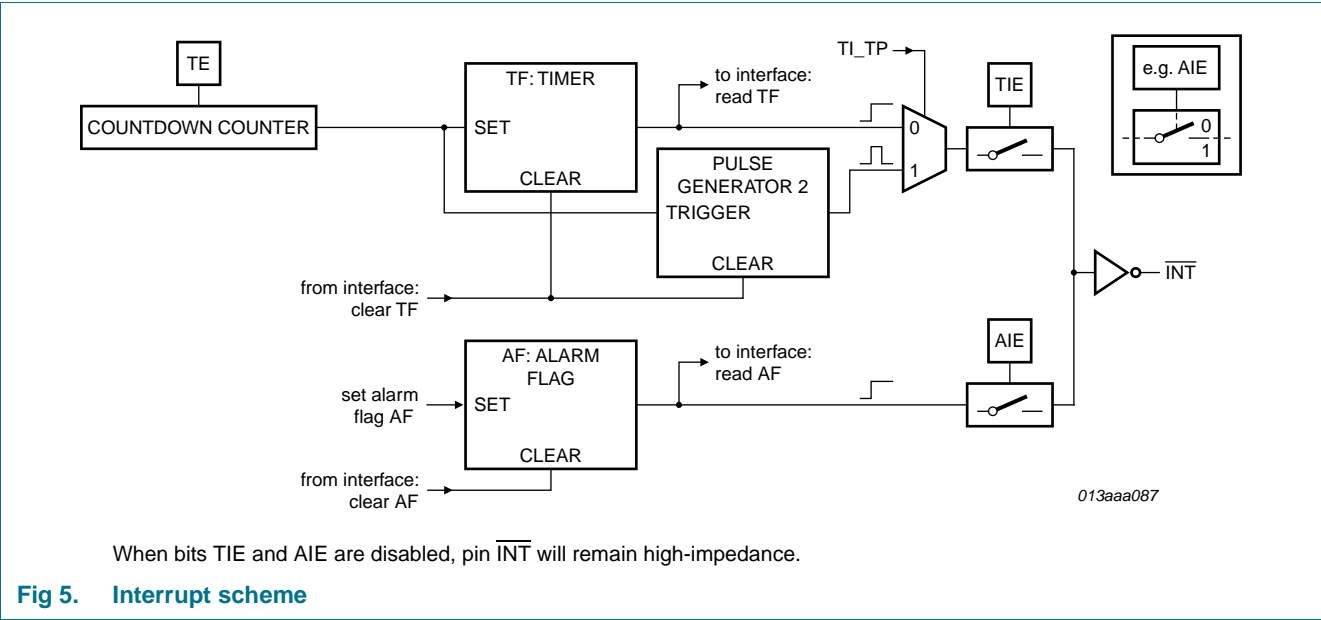 TE
COUNTDOWN COUNTER
TF: TIMER
SET
CLEAR
to interface:
read TF
PULSE
GENERATOR 2
TRIGGER
CLEAR
TI_TP
0
1
TIE
e.g. AIE
0
1
from interface:
clear TF
INT
AF: ALARM
FLAG
SET
CLEAR
set alarm
flag AF
to interface:
read AF
AIE
from interface:
clear AF
013aaa087
When bits TIE and AIE are disabled, pin INT will remain high-impedance.
Fig 5. Interrupt scheme